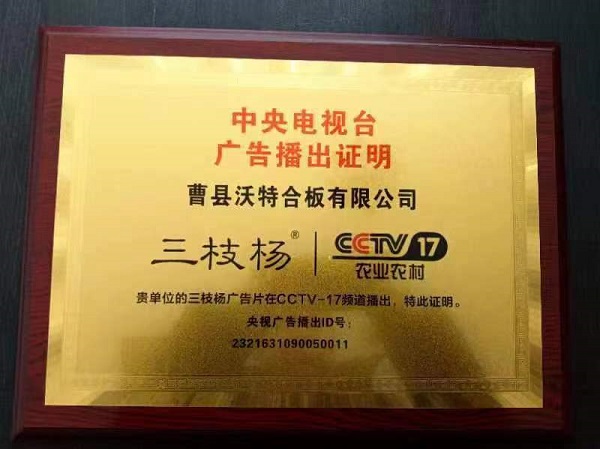 中央电视台
广告播出证明
曹县沃特合板有限公司
三枝杨® CCTV 17
农业农村
贵单位的三枝杨广告片在CCTV-17频道播出，特此证明。
央视广告播出ID号：
2321631090050011